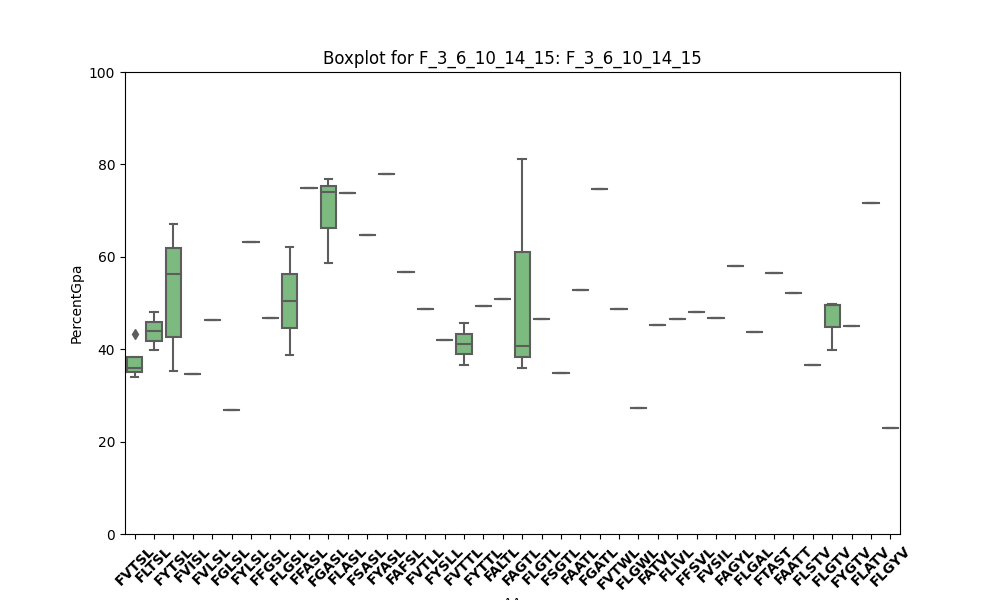 Boxplot for F_3_6_10_14_15: F_3_6_10_14_15
100
80
60
40
20
0
PercentGpa
FVTSL
FLTSL
FYTSL
FVISL
FVLSL
FGLSL
FYLSL
FFGSL
FLGSL
FFASL
FGASL
FLASL
FSASL
FYASL
FAFSL
FVTLL
FYSLL
FVTTL
FYTTL
FALTL
FAGTL
FLGTL
FSGTL
FAATL
FGATL
FVTWL
FLGWL
FATVL
FLIVL
FFSVL
FVSIL
FAGYL
FLGAL
FTAST
FAATT
FLSTV
FLGTV
FYGTV
FLATV
FLGYV